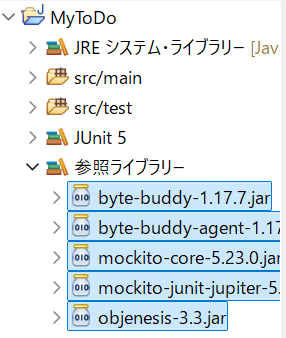 MyToDo
JRE システム・ライブラリー [Java
src/main
src/test
JUnit 5
参照ライブラリー
byte-buddy-1.17.7.jar
byte-buddy-agent-1.17
mockito-core-5.23.0.jar
mockito-junit-jupiter-5.
objenesis-3.3.jar